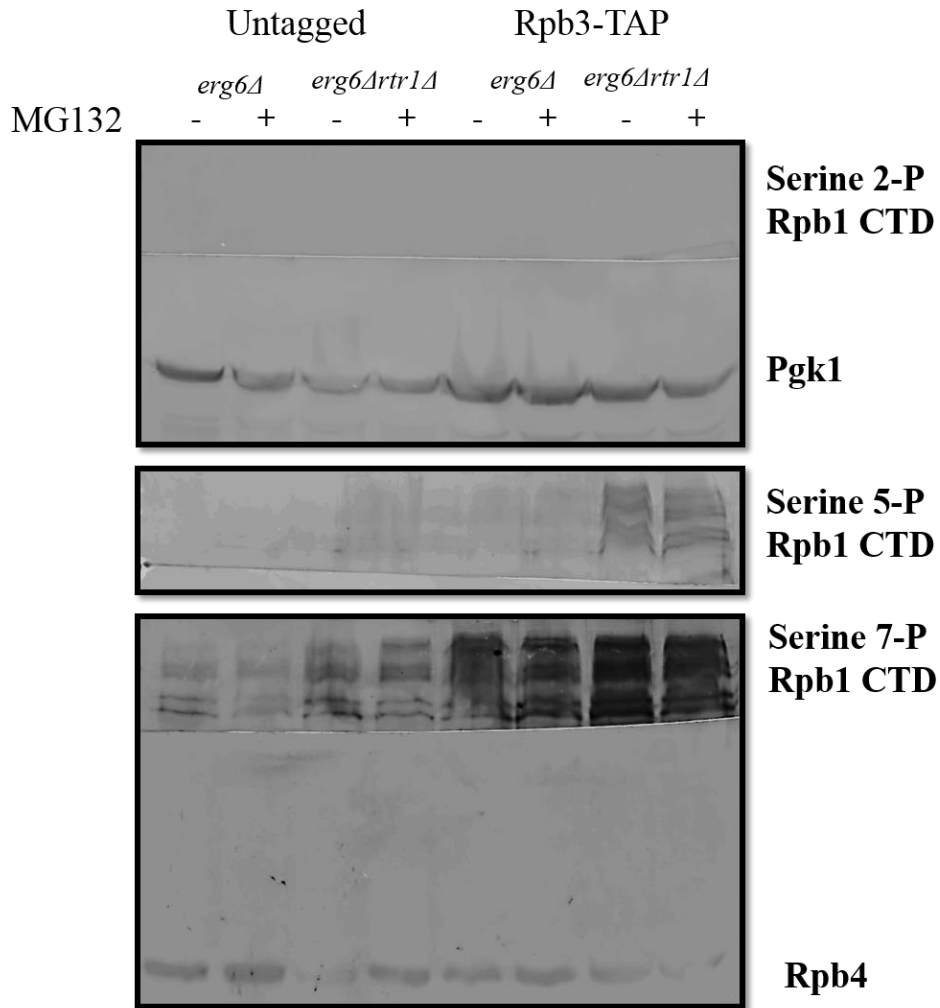 Untagged Rpb3-TAP
erg6Δ erg6Δrtr1Δ erg6Δ erg6Δrtr1Δ
MG132 - + - + - + - +
Serine 2-P
Rpb1 CTD
Pgk1
Serine 5-P
Rpb1 CTD
Serine 7-P
Rpb1 CTD
Rpb4